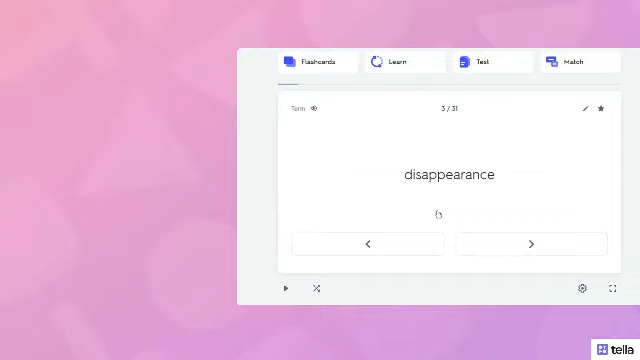 Flashcards
Learn
Test
Match
Term
3 / 31
disappearance
tella